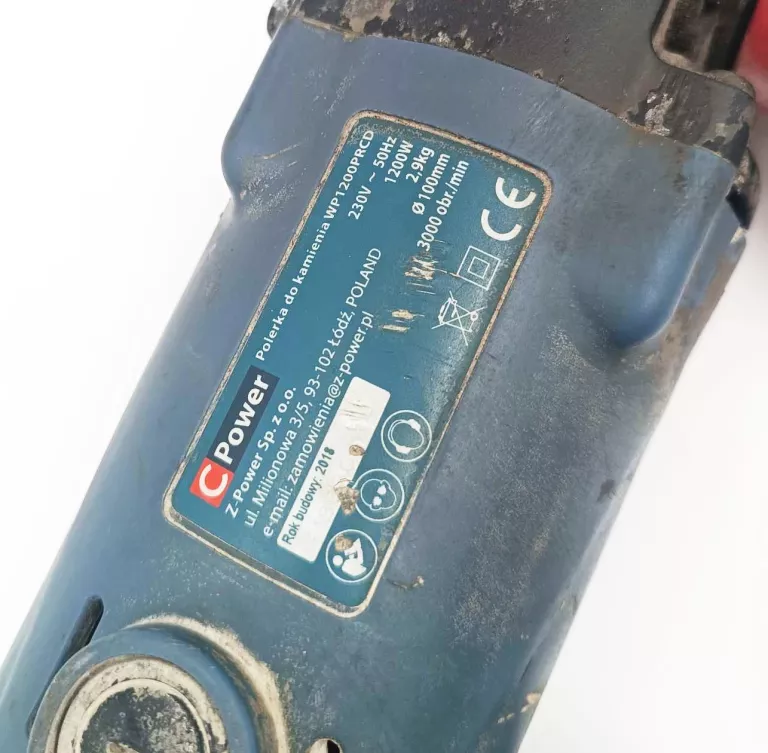 C Power Polerka do kamienia WP1200PRCD
230V ~ 50Hz
1200W
2.9kg
Ø 100mm
3000 obr./min
Z-Power Sp. z o.o.
ul. Milionowa 3/5, 93-102 Łódź, POLAND
e-mail: zamowienia@z-power.pl
Rok budowy: 2018
CE